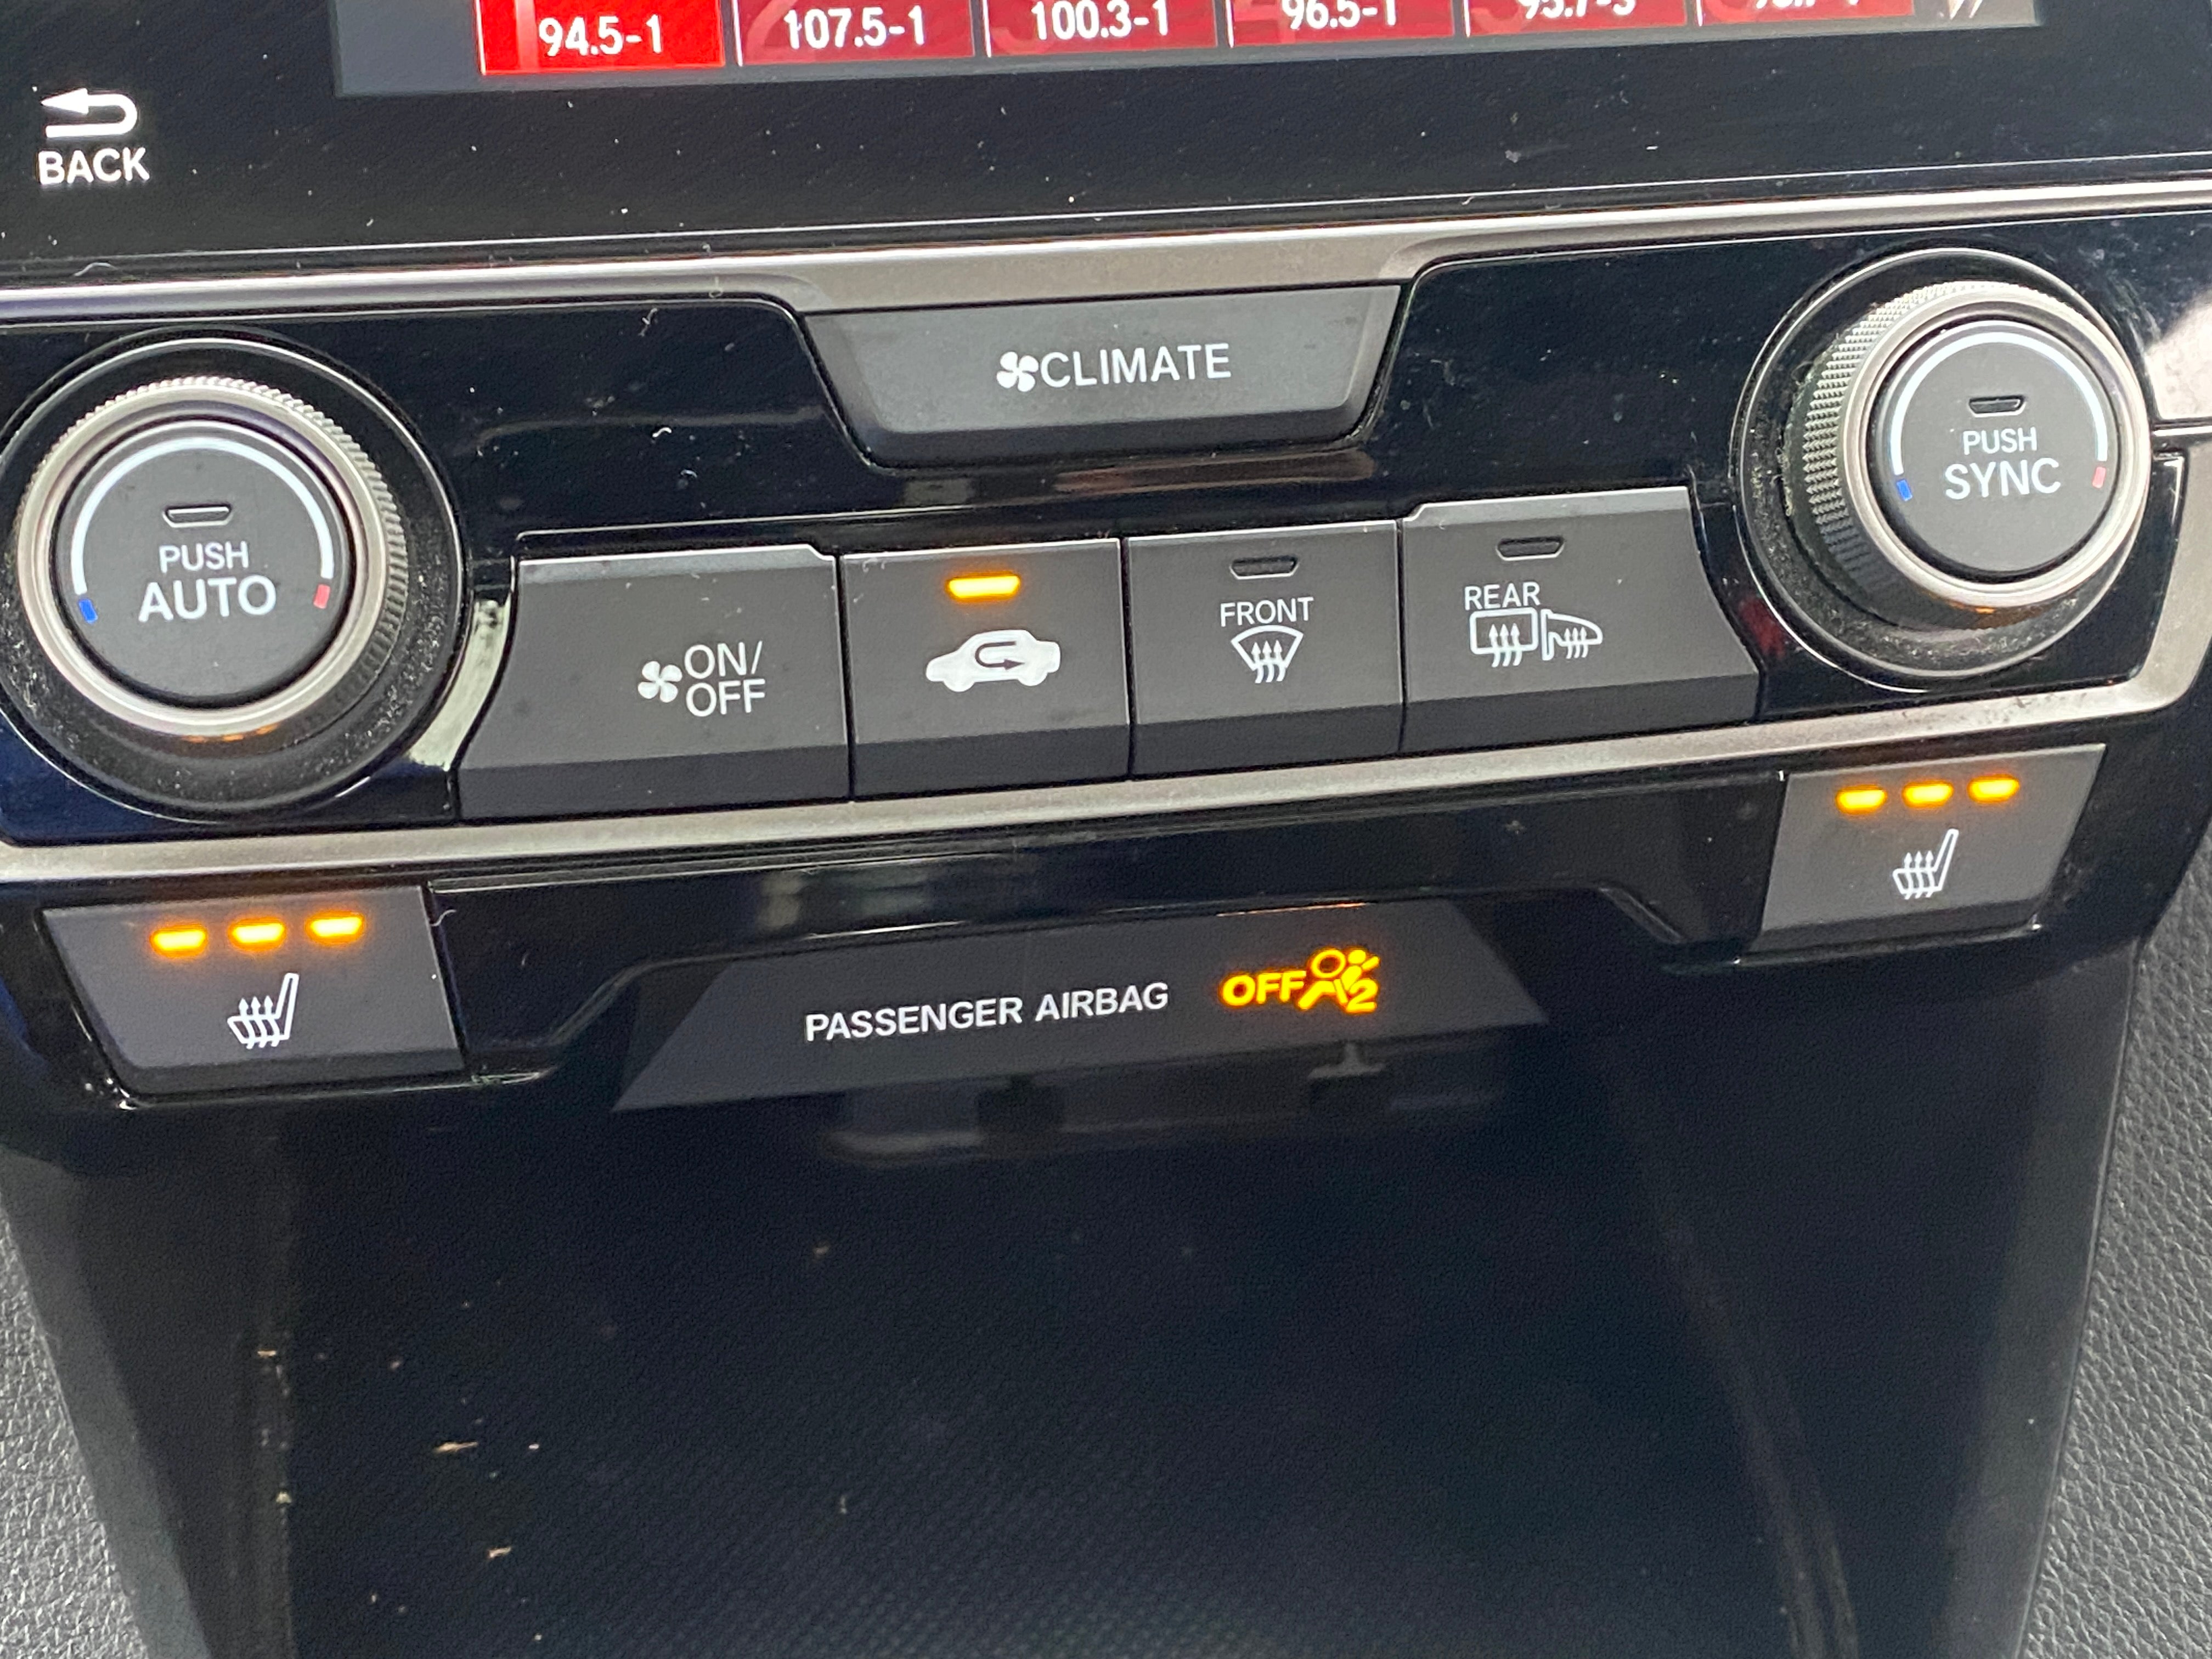 94.5-1
107.5-1
100.3-1
96.5-1
BACK
CLIMATE
PUSH
AUTO
ON/
OFF
FRONT
REAR
PUSH
SYNC
PASSENGER AIRBAG
OFF
2